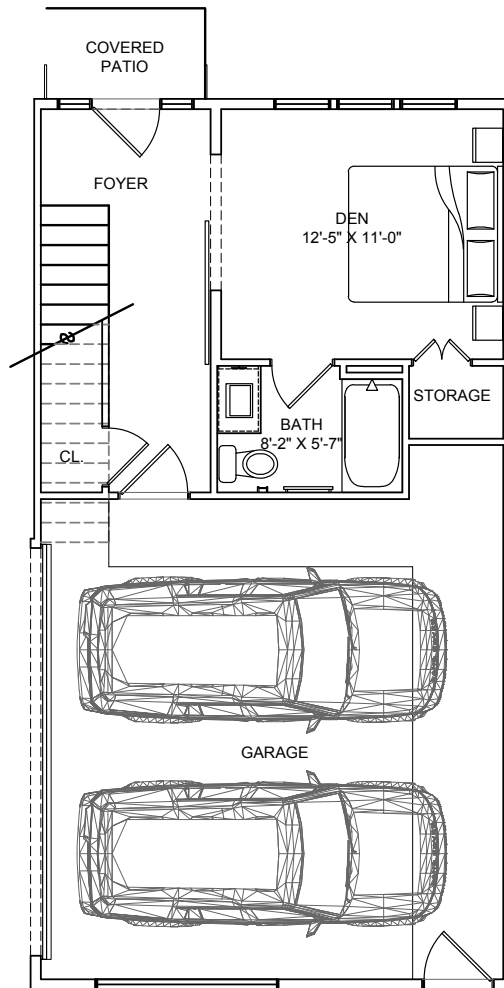 COVERED
PATIO
FOYER
DEN
12'-5" X 11'-0"
STORAGE
BATH
8'-2" X 5'-7"
CL.
GARAGE